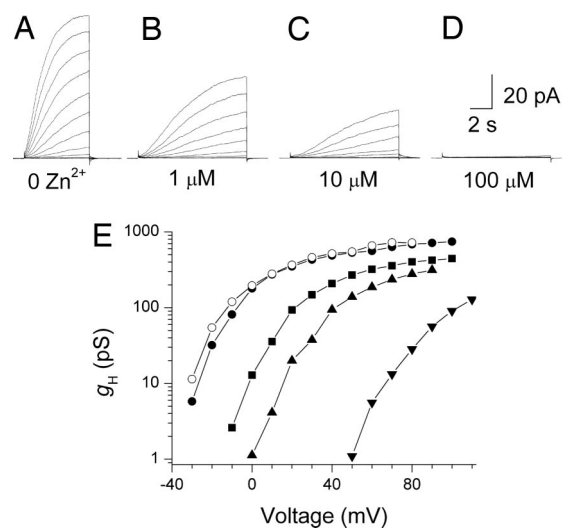 A
B
C
D
20 pA
2 s
0 Zn²⁺
1 µM
10 µM
100 µM
E
1000
100
10
1
gH (pS)
-40
0
40
80
Voltage (mV)